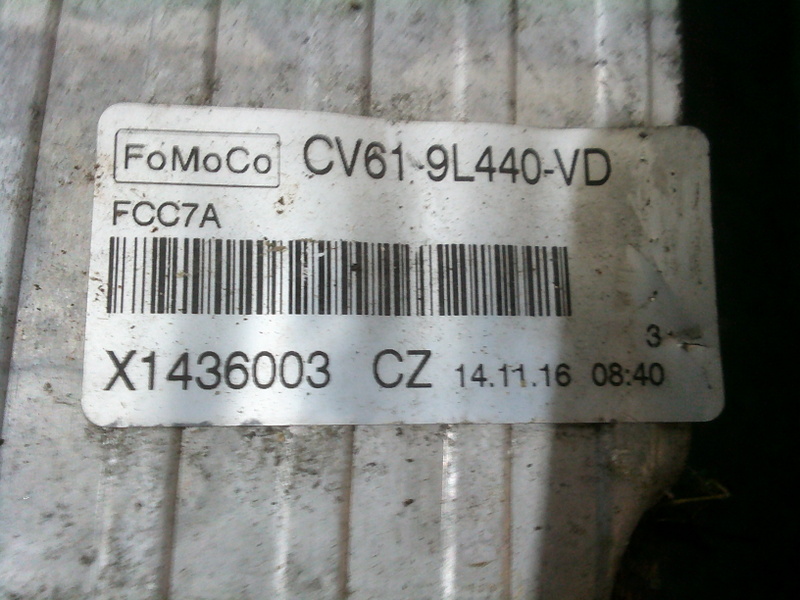 FoMoCo CV61-9L440-VD
FCC7A
3
X1436003 CZ 14.11.16 08:40